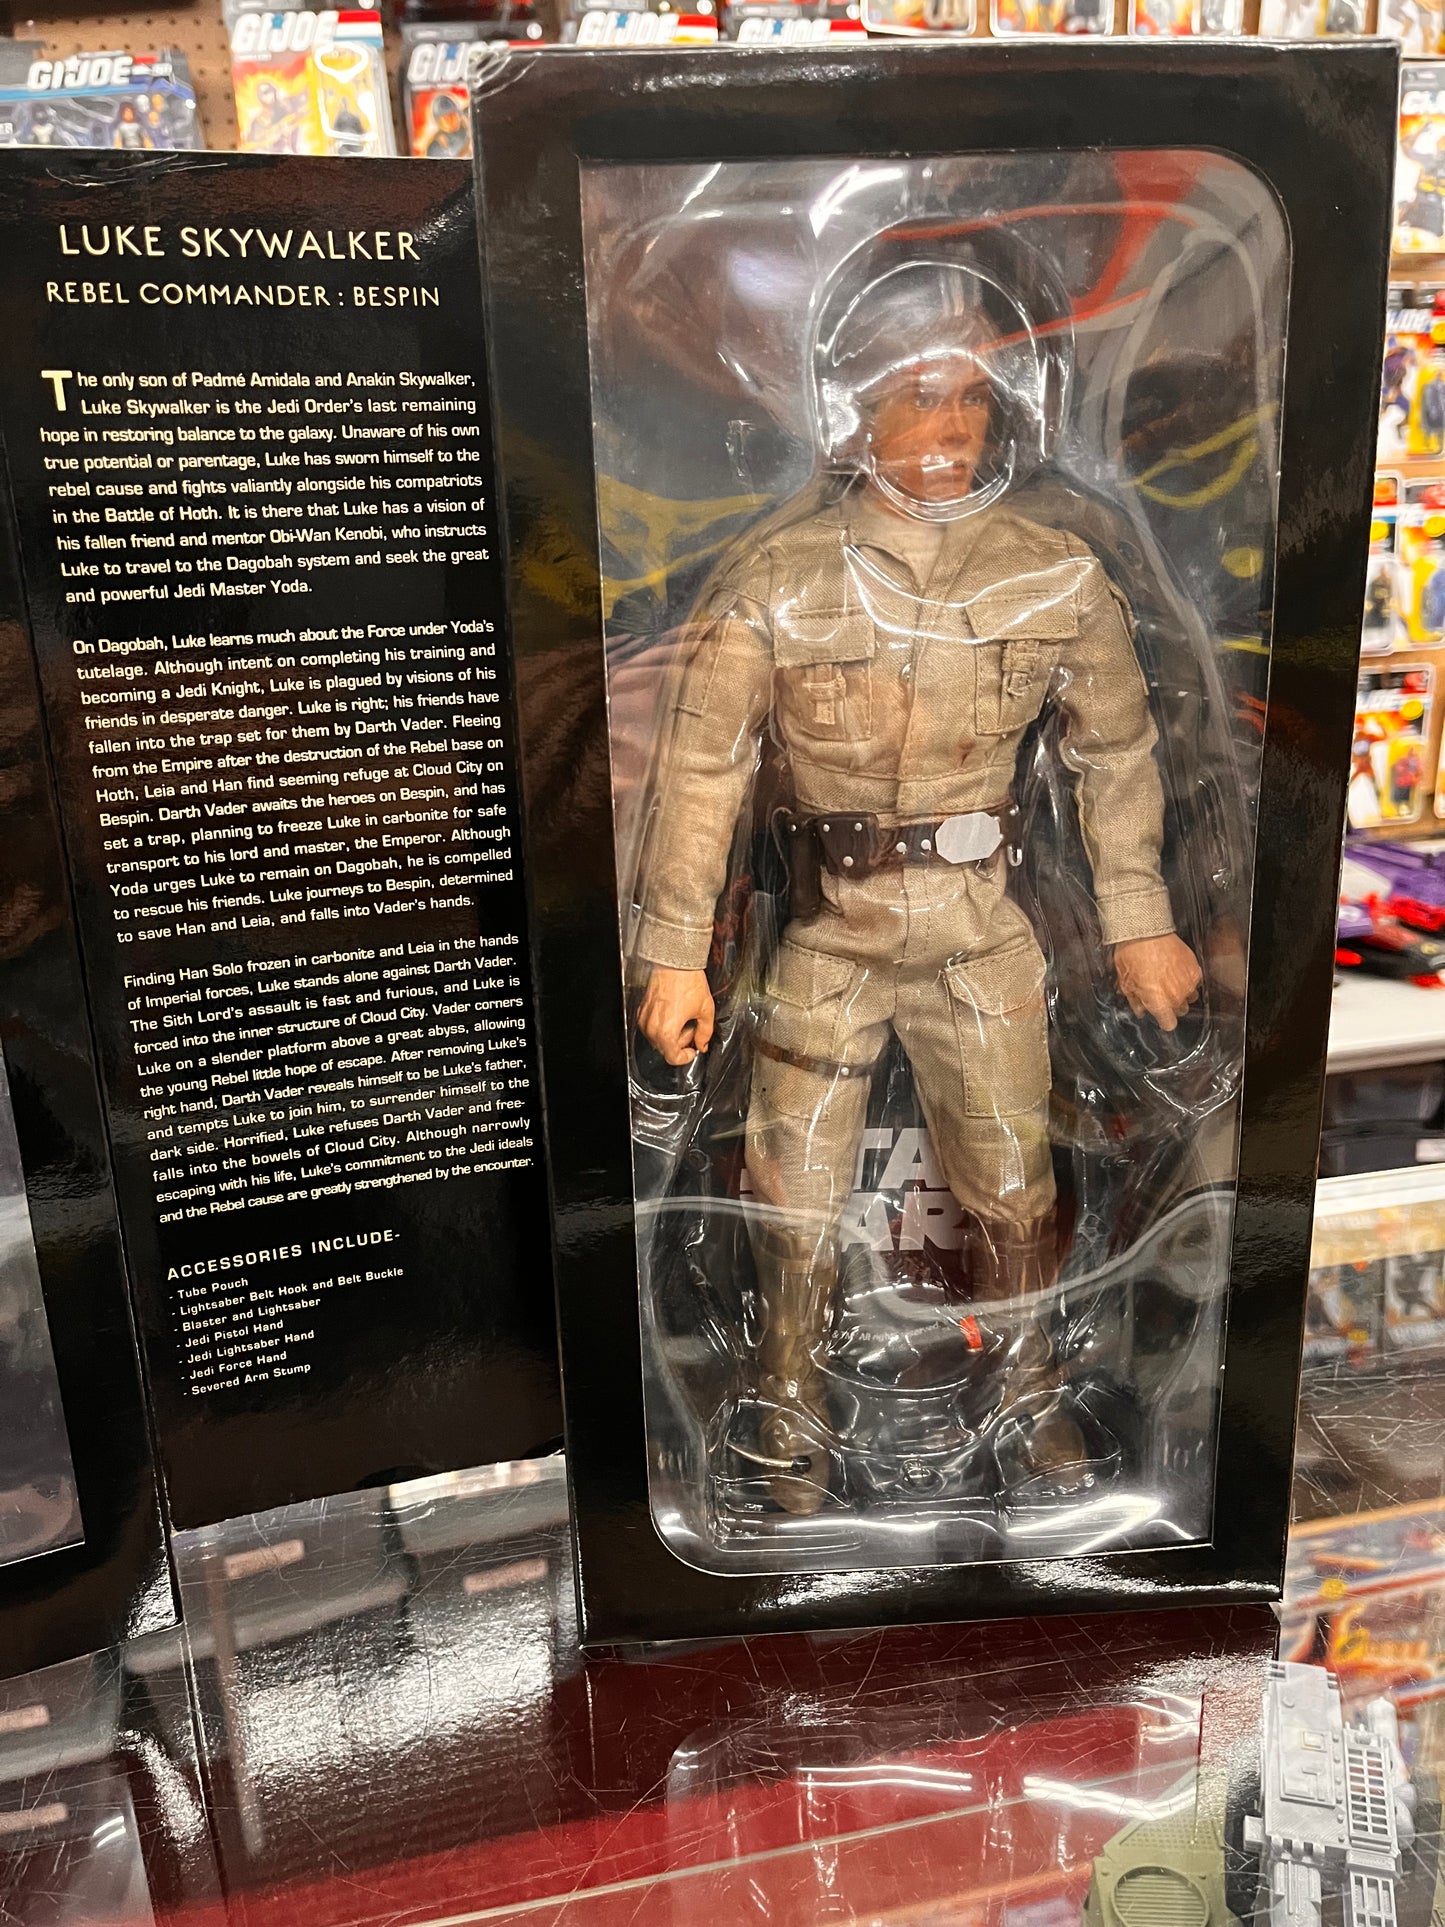 GIJOE
GIJOE
GIJOE
GIJOE
LUKE SKYWALKER
REBEL COMMANDER : BESPIN
The only son of Padmé Amidala and Anakin Skywalker,
Luke Skywalker is the Jedi Order's last remaining
hope in restoring balance to the galaxy. Unaware of his own
true potential or parentage, Luke has sworn himself to the
rebel cause and fights valiantly alongside his compatriots
in the Battle of Hoth. It is there that Luke has a vision of
his fallen friend and mentor Obi-Wan Kenobi, who instructs
Luke to travel to the Dagobah system and seek the great
and powerful Jedi Master Yoda.
On Dagobah, Luke learns much about the Force under Yoda's
tutelage. Although intent on completing his training and
becoming a Jedi Knight, Luke is plagued by visions of his
friends in desperate danger. Luke is right; his friends have
fallen into the trap set for them by Darth Vader. Fleeing
from the Empire after the destruction of the Rebel base on
Hoth, Leia and Han find seeming refuge at Cloud City on
Bespin. Darth Vader awaits the heroes on Bespin, and has
set a trap, planning to freeze Luke in carbonite for safe
transport to his lord and master, the Emperor. Although
Yoda urges Luke to remain on Dagobah, he is compelled
to rescue his friends. Luke journeys to Bespin, determined
to save Han and Leia, and falls into Vader's hands.
Finding Han Solo frozen in carbonite and Leia in the hands
of Imperial forces, Luke stands alone against Darth Vader.
The Sith Lord's assault is fast and furious, and Luke is
forced into the inner structure of Cloud City. Vader corners
Luke on a slender platform above a great abyss, allowing
the young Rebel little hope of escape. After removing Luke's
right hand, Darth Vader reveals himself to be Luke's father,
and tempts Luke to join him, to surrender himself to the
dark side. Horrified, Luke refuses Darth Vader and free-
falls into the bowels of Cloud City. Although narrowly
escaping with his life, Luke's commitment to the Jedi ideals
and the Rebel cause are greatly strengthened by the encounter.
ACCESSORIES INCLUDE-
- Tube Pouch
- Lightsaber Belt Hook and Belt Buckle
- Blaster and Lightsaber
- Jedi Pistol Hand
- Jedi Lightsaber Hand
- Jedi Force Hand
- Severed Arm Stump
STAR
WARS
All rights reserved